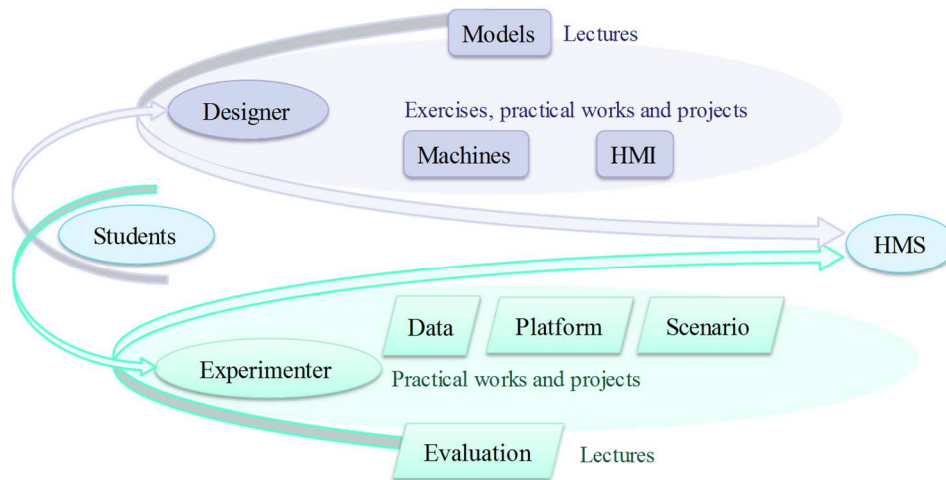 Models
Lectures
Designer
Exercises, practical works and projects
Machines
HMI
Students
HMS
Data
Platform
Scenario
Experimenter
Practical works and projects
Evaluation
Lectures